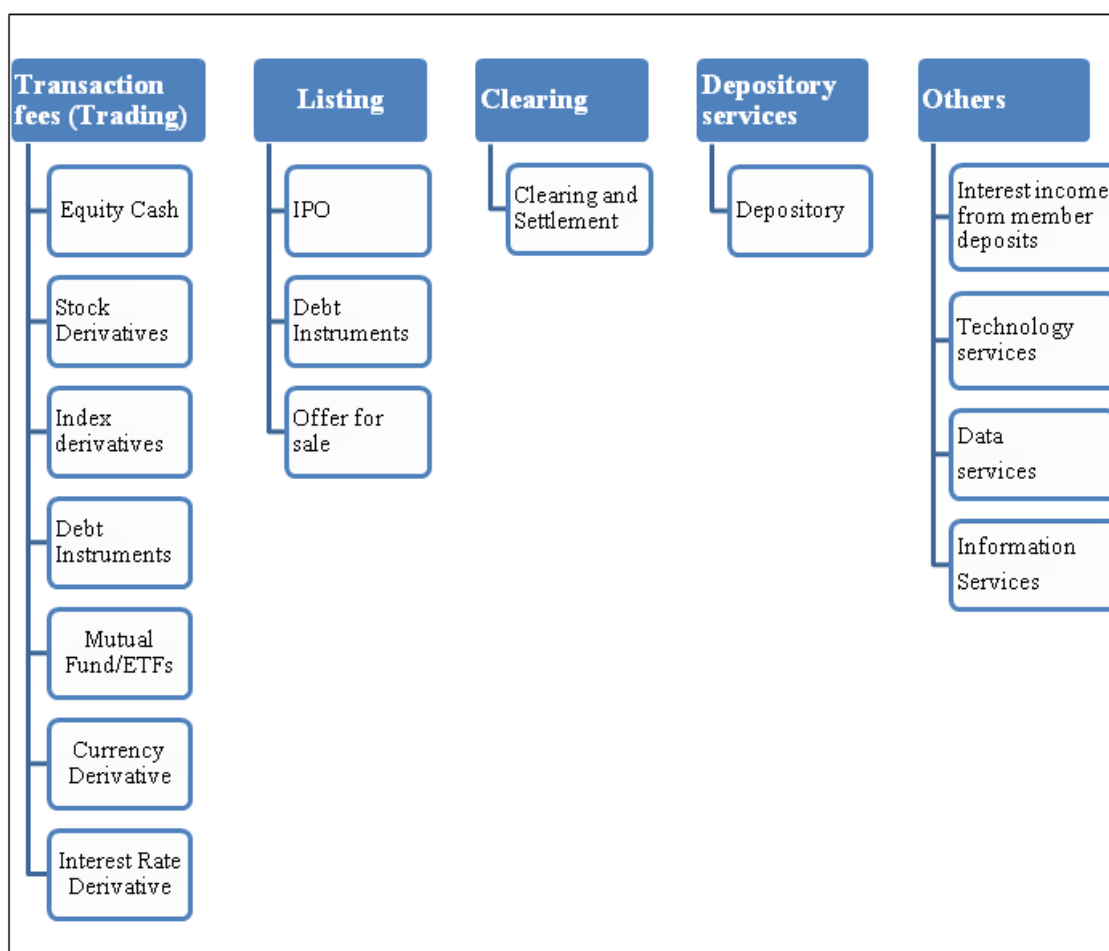 Transaction
fees (Trading)
Equity Cash
Stock
Derivatives
Index
derivatives
Debt
Instruments
Mutual
Fund/ETFs
Currency
Derivative
Interest Rate
Derivative
Listing
IPO
Debt
Instruments
Offer for
sale
Clearing
Clearing and
Settlement
Depository
services
Depository
Others
Interest income
from member
deposits
Technology
services
Data
services
Information
Services